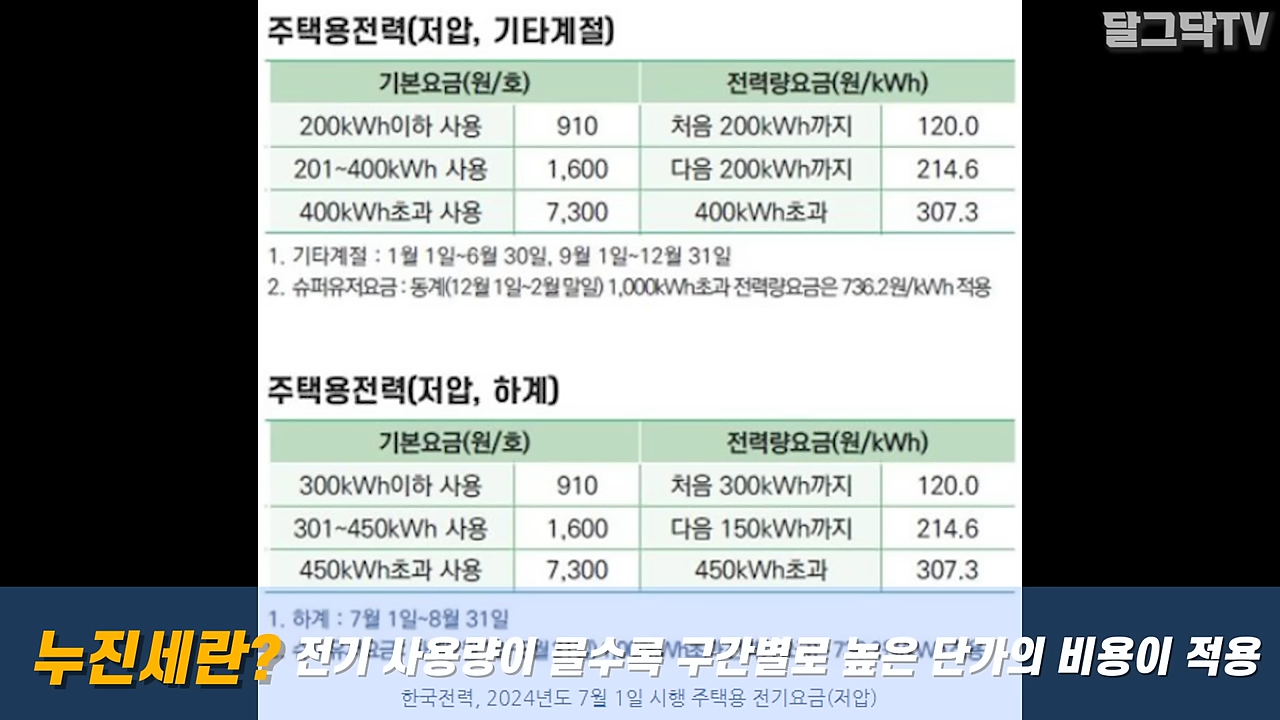 달그닥TV
주택용전력(저압, 기타계절)
기본요금(원/호) 전력량요금(원/kWh)
200kWh이하 사용 910 처음 200kWh까지 120.0
201~400kWh 사용 1,600 다음 200kWh까지 214.6
400kWh초과 사용 7,300 400kWh초과 307.3
1. 기타계절 : 1월 1일~6월 30일, 9월 1일~12월 31일
2. 슈퍼유저요금 : 동계(12월 1일~2월 말일) 1,000kWh초과 전력량요금은 736.2원/kWh 적용
주택용전력(저압, 하계)
기본요금(원/호) 전력량요금(원/kWh)
300kWh이하 사용 910 처음 300kWh까지 120.0
301~450kWh 사용 1,600 다음 150kWh까지 214.6
450kWh초과 사용 7,300 450kWh초과 307.3
1. 하계 : 7월 1일~8월 31일
누진세란? 전기 사용량이 클수록 구간별로 높은 단가의 비용이 적용
한국전력, 2024년도 7월 1일 시행 주택용 전기요금(저압)